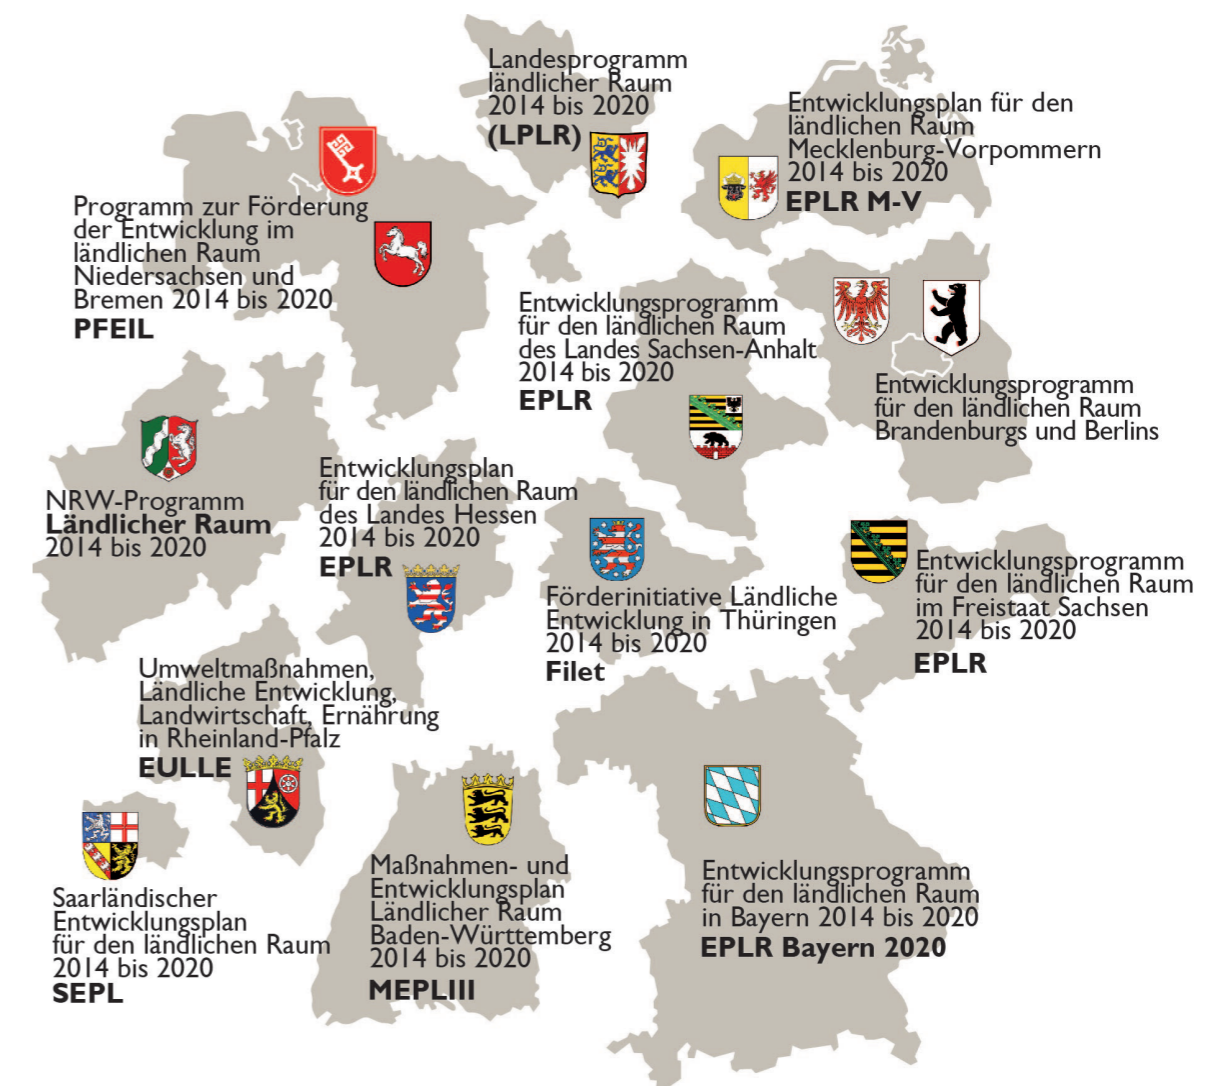 Landesprogramm
ländlicher Raum
2014 bis 2020
(LPLR)
Entwicklungsplan für den
ländlichen Raum
Mecklenburg-Vorpommern
2014 bis 2020
EPLR M-V
Programm zur Förderung
der Entwicklung im
ländlichen Raum
Niedersachsen und
Bremen 2014 bis 2020
PFEIL
Entwicklungsprogramm
für den ländlichen Raum
des Landes Sachsen-Anhalt
2014 bis 2020
EPLR
Entwicklungsprogramm
für den ländlichen Raum
Brandenburgs und Berlins
NRW-Programm
Ländlicher Raum
2014 bis 2020
Entwicklungsplan
für den ländlichen Raum
des Landes Hessen
2014 bis 2020
EPLR
Förderinitiative Ländliche
Entwicklung in Thüringen
2014 bis 2020
Filet
Entwicklungsprogramm
für den ländlichen Raum
im Freistaat Sachsen
2014 bis 2020
EPLR
Umweltmaßnahmen,
Ländliche Entwicklung,
Landwirtschaft, Ernährung
in Rheinland-Pfalz
EULLE
Saarländischer
Entwicklungsplan
für den ländlichen Raum
2014 bis 2020
SEPL
Maßnahmen- und
Entwicklungsplan
Ländlicher Raum
Baden-Württemberg
2014 bis 2020
MEPLIII
Entwicklungsprogramm
für den ländlichen Raum
in Bayern 2014 bis 2020
EPLR Bayern 2020